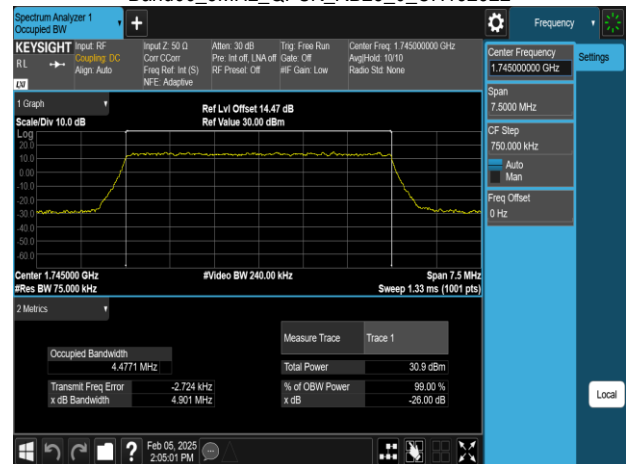 Spectrum Analyzer 1
Occupied BW
+
Frequency
KEYSIGHT
RL
LXI
Input: RF
Coupling: DC
Align: Auto
Input Z: 50 Ω
Corr CCorr
Freq Ref: Int (S)
NFE: Adaptive
Atten: 30 dB
Pre: Int off, LNA off
RF Preset: Off
Trig: Free Run
Gate: Off
#IF Gain: Low
Center Freq: 1.745000000 GHz
Avg|Hold: 10/10
Radio Std: None
Center Frequency
1.745000000 GHz
Settings
Span
7.5000 MHz
CF Step
750.000 kHz
Auto
Man
Freq Offset
0 Hz
Local
1 Graph
Scale/Div 10.0 dB
Ref Lvl Offset 14.47 dB
Ref Value 30.00 dBm
Log
20.0
10.0
0.00
-10.0
-20.0
-30.0
-40.0
-50.0
-60.0
Center 1.745000 GHz
#Res BW 75.000 kHz
#Video BW 240.00 kHz
Span 7.5 MHz
Sweep 1.33 ms (1001 pts)
2 Metrics
Measure Trace Trace 1
Occupied Bandwidth
4.4771 MHz
Total Power 30.9 dBm
Transmit Freq Error -2.724 kHz
% of OBW Power 99.00 %
x dB Bandwidth 4.901 MHz
x dB -26.00 dB
?
Feb 05, 2025
2:05:01 PM